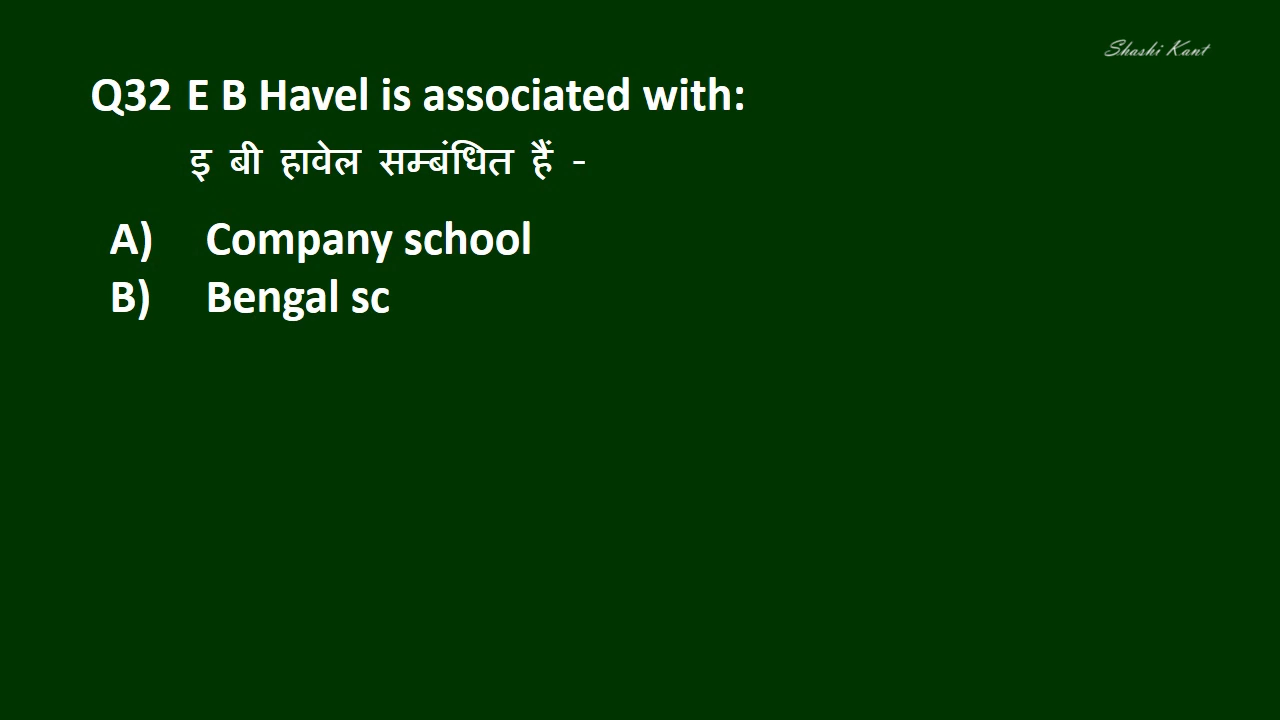 Shashi Kant
Q32 E B Havel is associated with:
इ बी हावेल सम्बंधित हैं -
A) Company school
B) Bengal sc